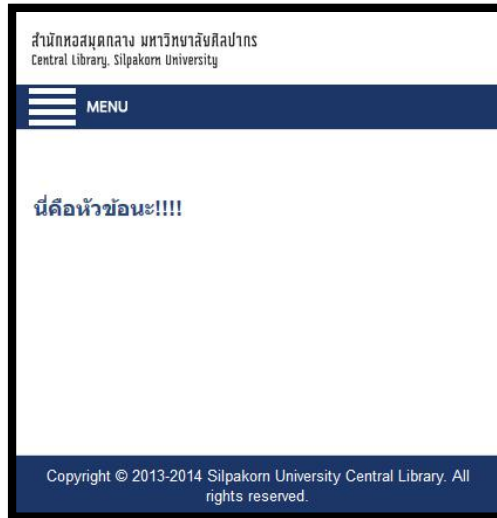 สำนักหอสมุดกลาง มหาวิทยาลัยศิลปากร
Central Library, Silpakorn University
MENU
นี่คือหัวข้อนะ!!!!
Copyright © 2013-2014 Silpakorn University Central Library. All
rights reserved.